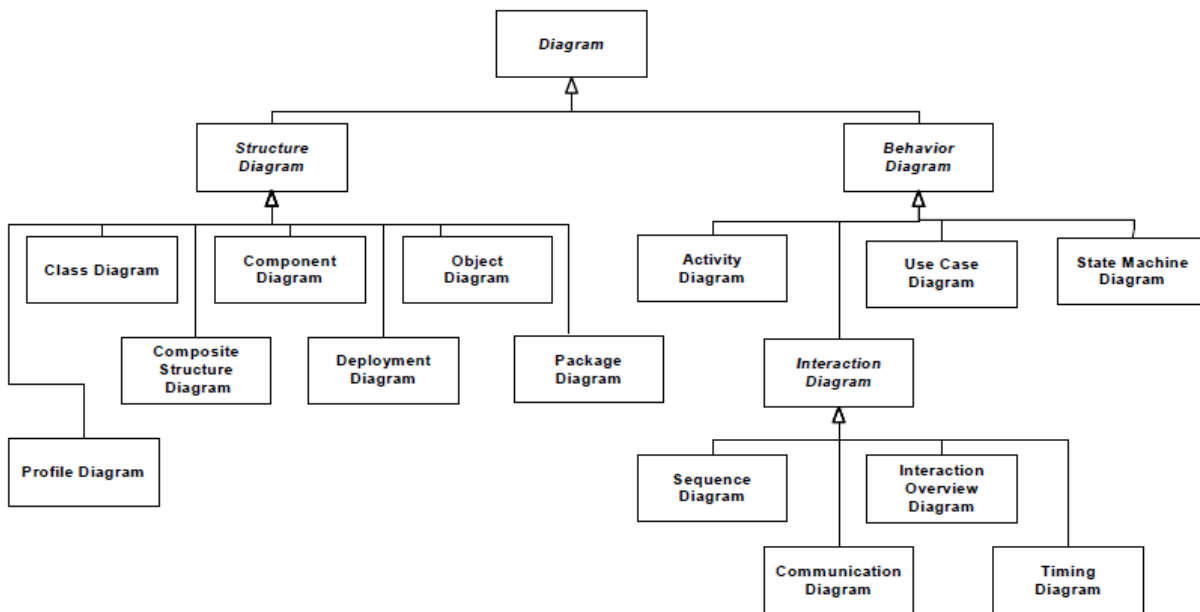 Diagram
Structure
Diagram
Behavior
Diagram
Class Diagram
Component
Diagram
Object
Diagram
Activity
Diagram
Use Case
Diagram
State Machine
Diagram
Composite
Structure
Diagram
Deployment
Diagram
Package
Diagram
Interaction
Diagram
Profile Diagram
Sequence
Diagram
Interaction
Overview
Diagram
Communication
Diagram
Timing
Diagram